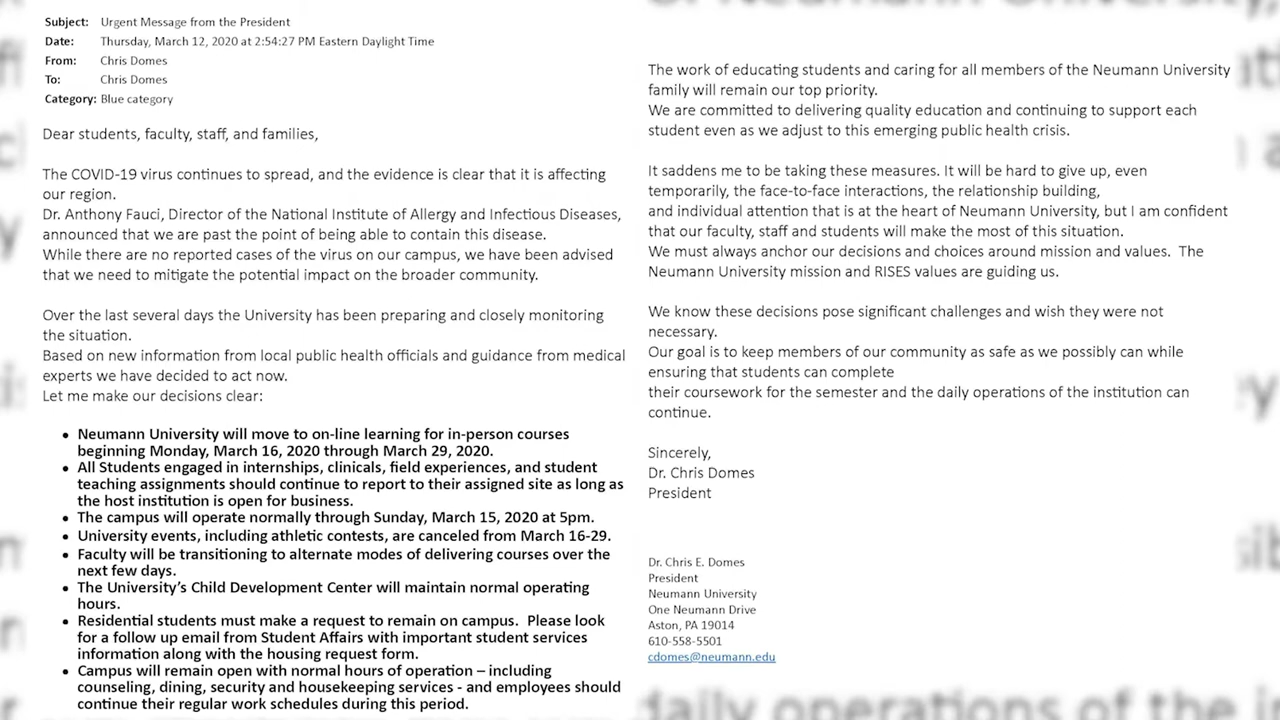 Subject: Urgent Message from the President
Date: Thursday, March 12, 2020 at 2:54:27 PM Eastern Daylight Time
From: Chris Domes
To: Chris Domes
Category: Blue category
Dear students, faculty, staff, and families,
The COVID-19 virus continues to spread, and the evidence is clear that it is affecting
our region.
Dr. Anthony Fauci, Director of the National Institute of Allergy and Infectious Diseases,
announced that we are past the point of being able to contain this disease.
While there are no reported cases of the virus on our campus, we have been advised
that we need to mitigate the potential impact on the broader community.
Over the last several days the University has been preparing and closely monitoring
the situation.
Based on new information from local public health officials and guidance from medical
experts we have decided to act now.
Let me make our decisions clear:
• Neumann University will move to on-line learning for in-person courses
beginning Monday, March 16, 2020 through March 29, 2020.
• All Students engaged in internships, clinicals, field experiences, and student
teaching assignments should continue to report to their assigned site as long as
the host institution is open for business.
• The campus will operate normally through Sunday, March 15, 2020 at 5pm.
• University events, including athletic contests, are canceled from March 16-29.
• Faculty will be transitioning to alternate modes of delivering courses over the
next few days.
• The University's Child Development Center will maintain normal operating
hours.
• Residential students must make a request to remain on campus.  Please look
for a follow up email from Student Affairs with important student services
information along with the housing request form.
• Campus will remain open with normal hours of operation – including
counseling, dining, security and housekeeping services - and employees should
continue their regular work schedules during this period.
The work of educating students and caring for all members of the Neumann University
family will remain our top priority.
We are committed to delivering quality education and continuing to support each
student even as we adjust to this emerging public health crisis.
It saddens me to be taking these measures. It will be hard to give up, even
temporarily, the face-to-face interactions, the relationship building,
and individual attention that is at the heart of Neumann University, but I am confident
that our faculty, staff and students will make the most of this situation.
We must always anchor our decisions and choices around mission and values.  The
Neumann University mission and RISES values are guiding us.
We know these decisions pose significant challenges and wish they were not
necessary.
Our goal is to keep members of our community as safe as we possibly can while
ensuring that students can complete
their coursework for the semester and the daily operations of the institution can
continue.
Sincerely,
Dr. Chris Domes
President
Dr. Chris E. Domes
President
Neumann University
One Neumann Drive
Aston, PA 19014
610-558-5501
cdomes@neumann.edu
daily operations of the